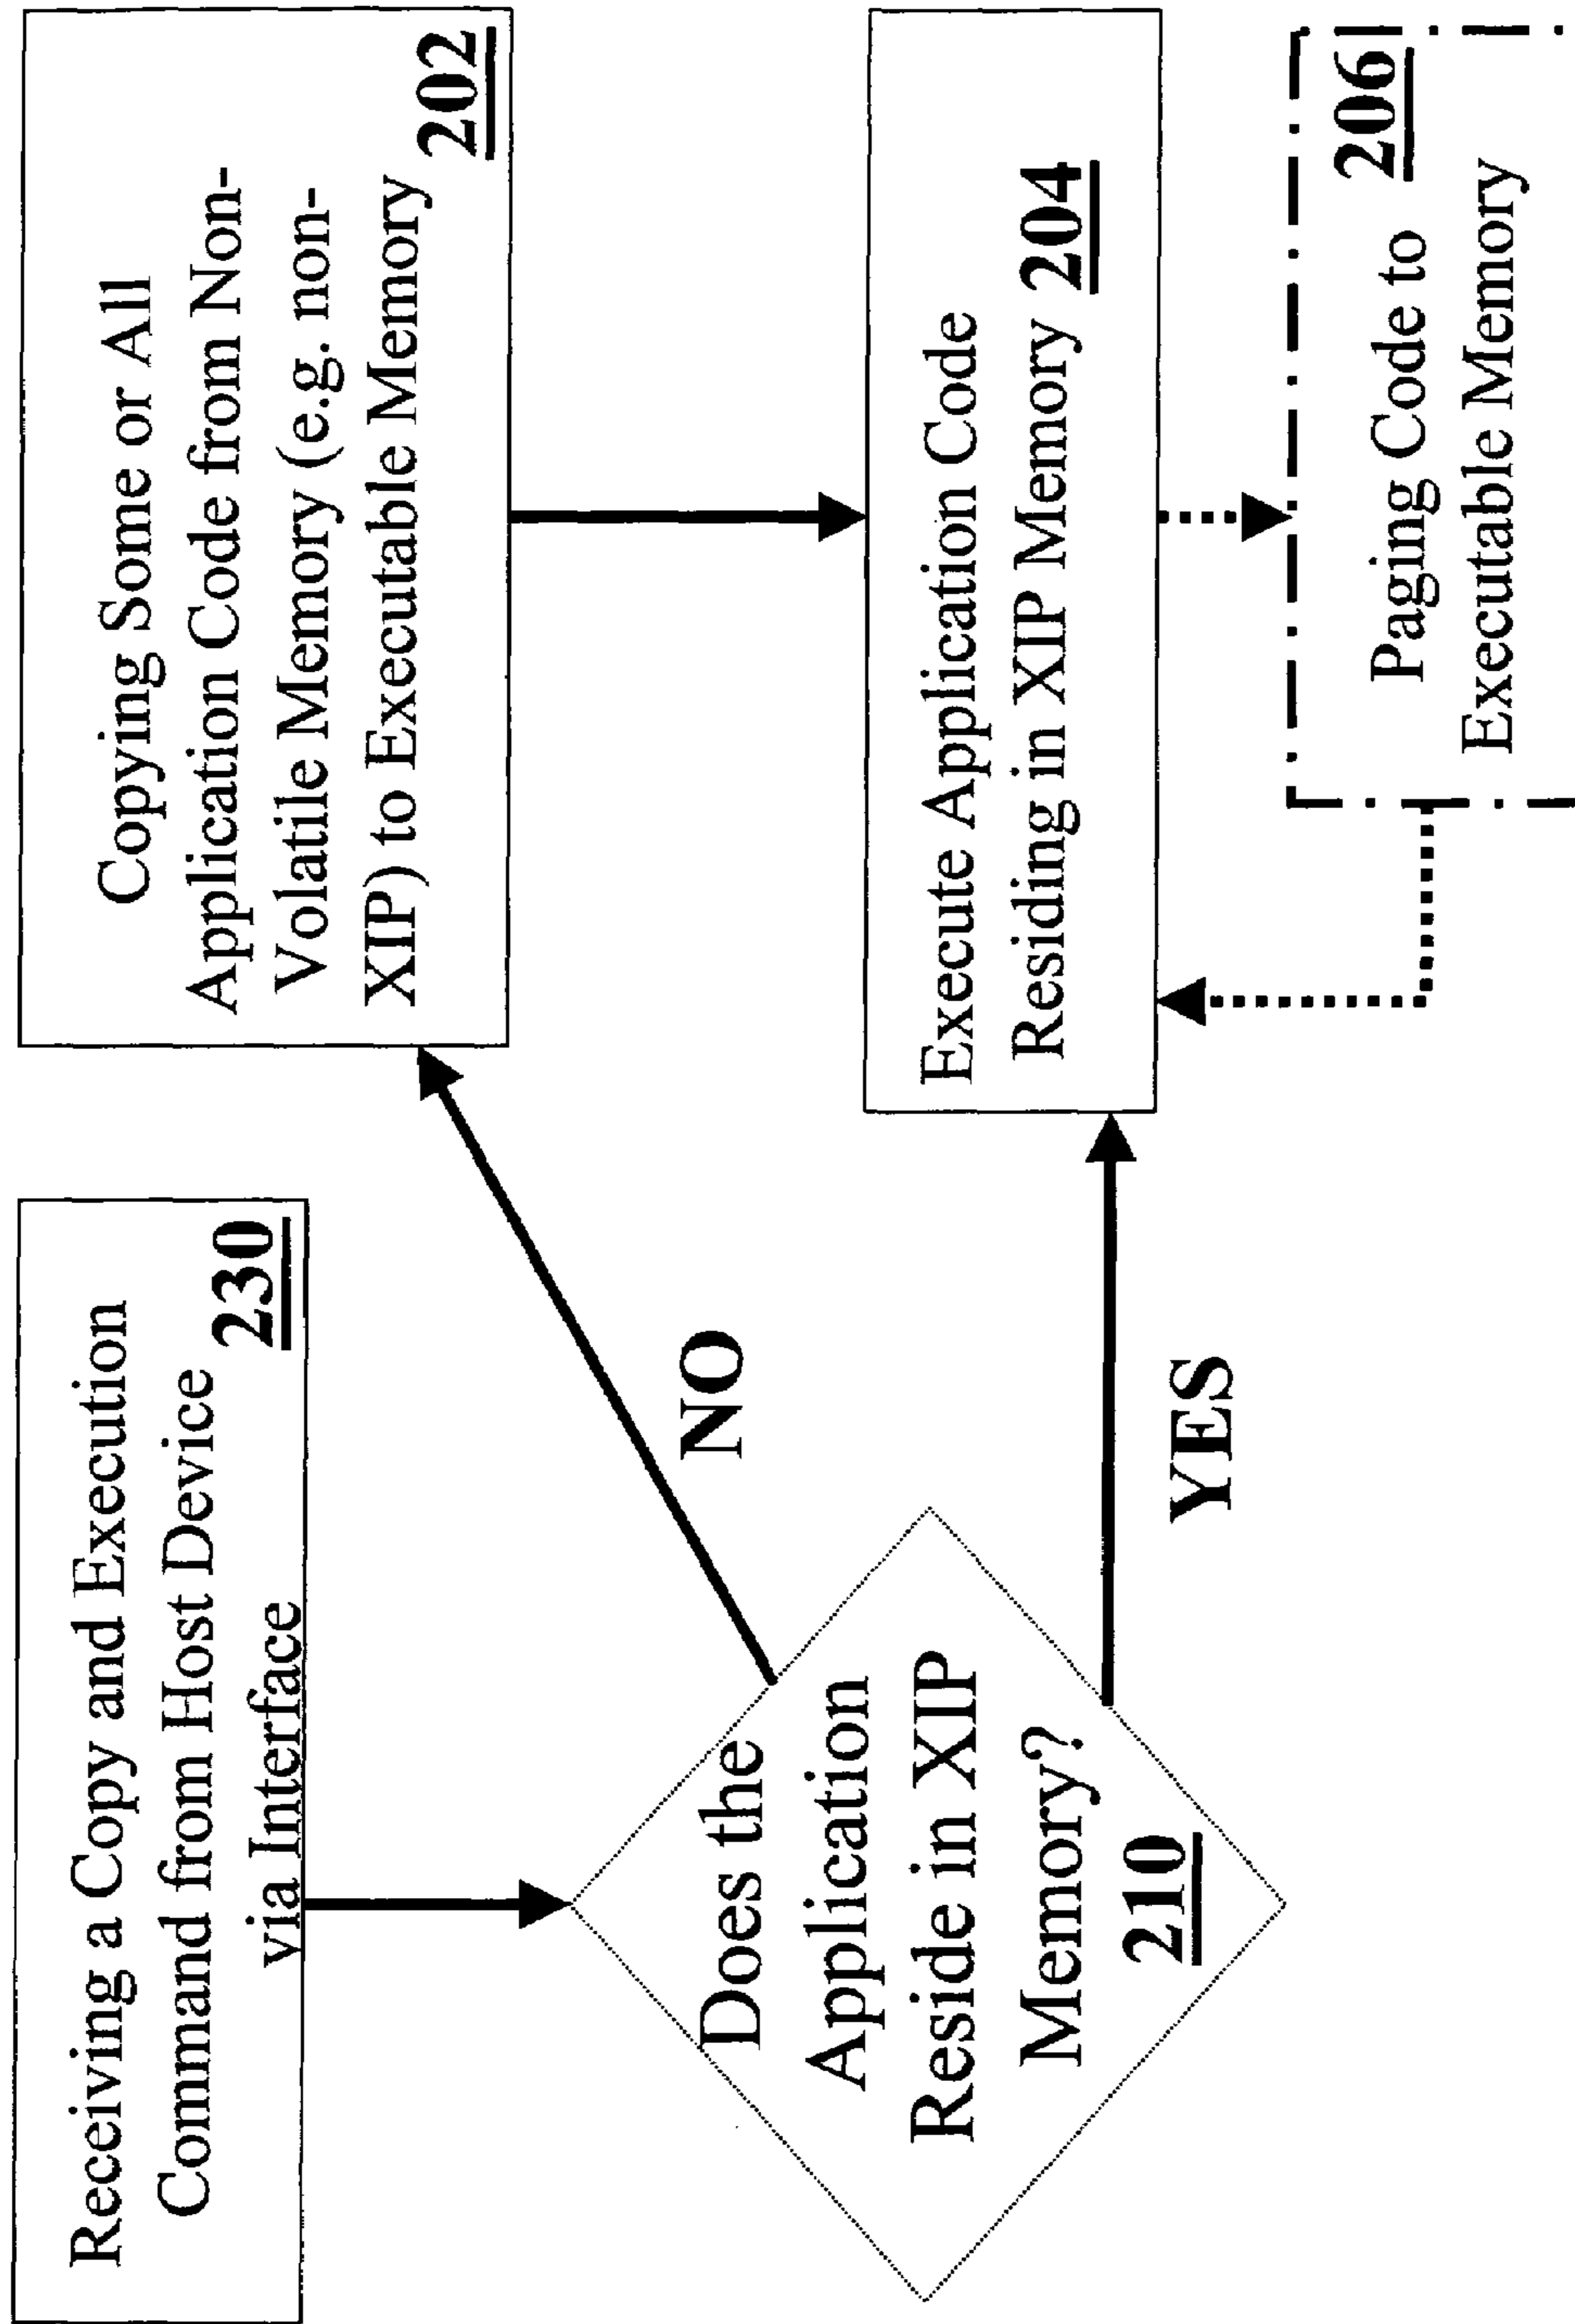 Receiving a Copy and Execution
Command from Host Device
via Interface
230
Does the
Application
Reside in XIP
Memory?
210
NO
YES
Copying Some or All
Application Code from Non-
Volatile Memory (e.g. non-
XIP) to Executable Memory
202
Execute Application Code
Residing in XIP Memory 204
Paging Code to 206
Executable Memory